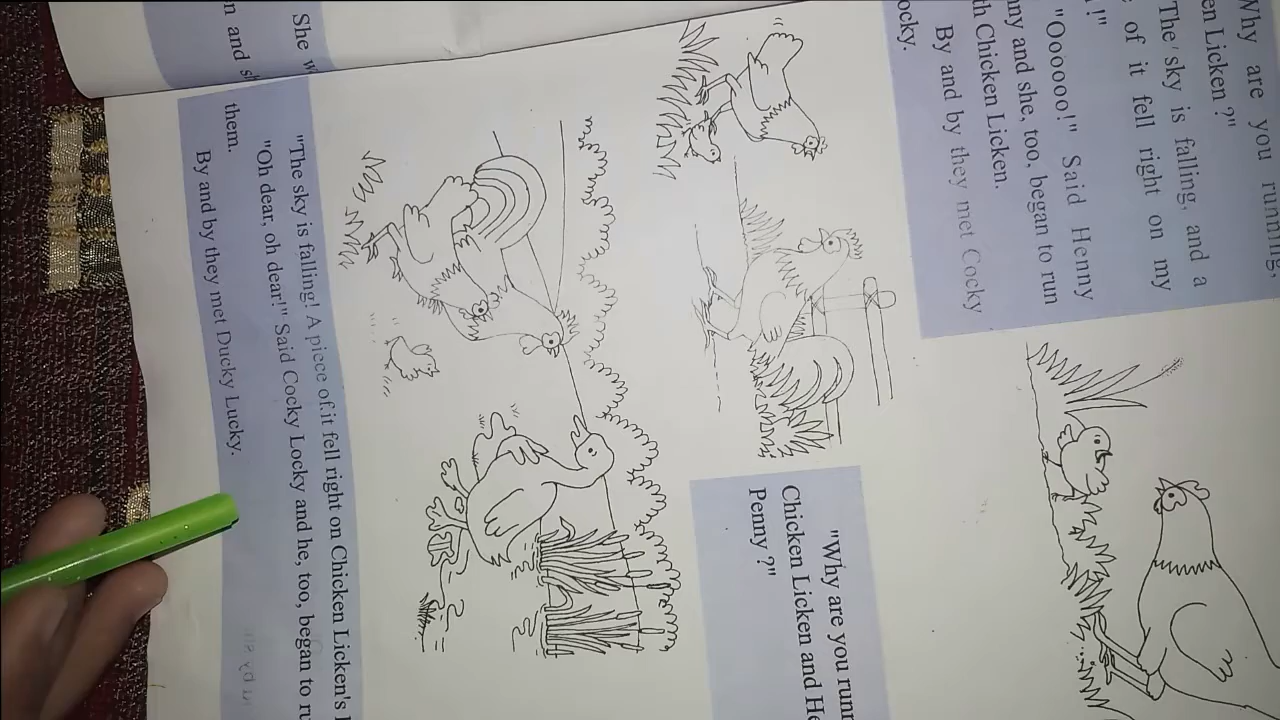 Why are you running,
en Licken ?"
The sky is falling, and a
of it fell right on my
!"
"Oooooo!" Said Henny
nny and she, too, began to run
th Chicken Licken.
By and by they met Cocky
ocky.
"Why are you runn
Chicken Licken and He
Penny ?"
She w
n and s
"The sky is falling! A piece of it fell right on Chicken Licken's
"Oh dear, oh dear!" Said Cocky Locky and he, too, began to ru
them.
By and by they met Ducky Lucky.